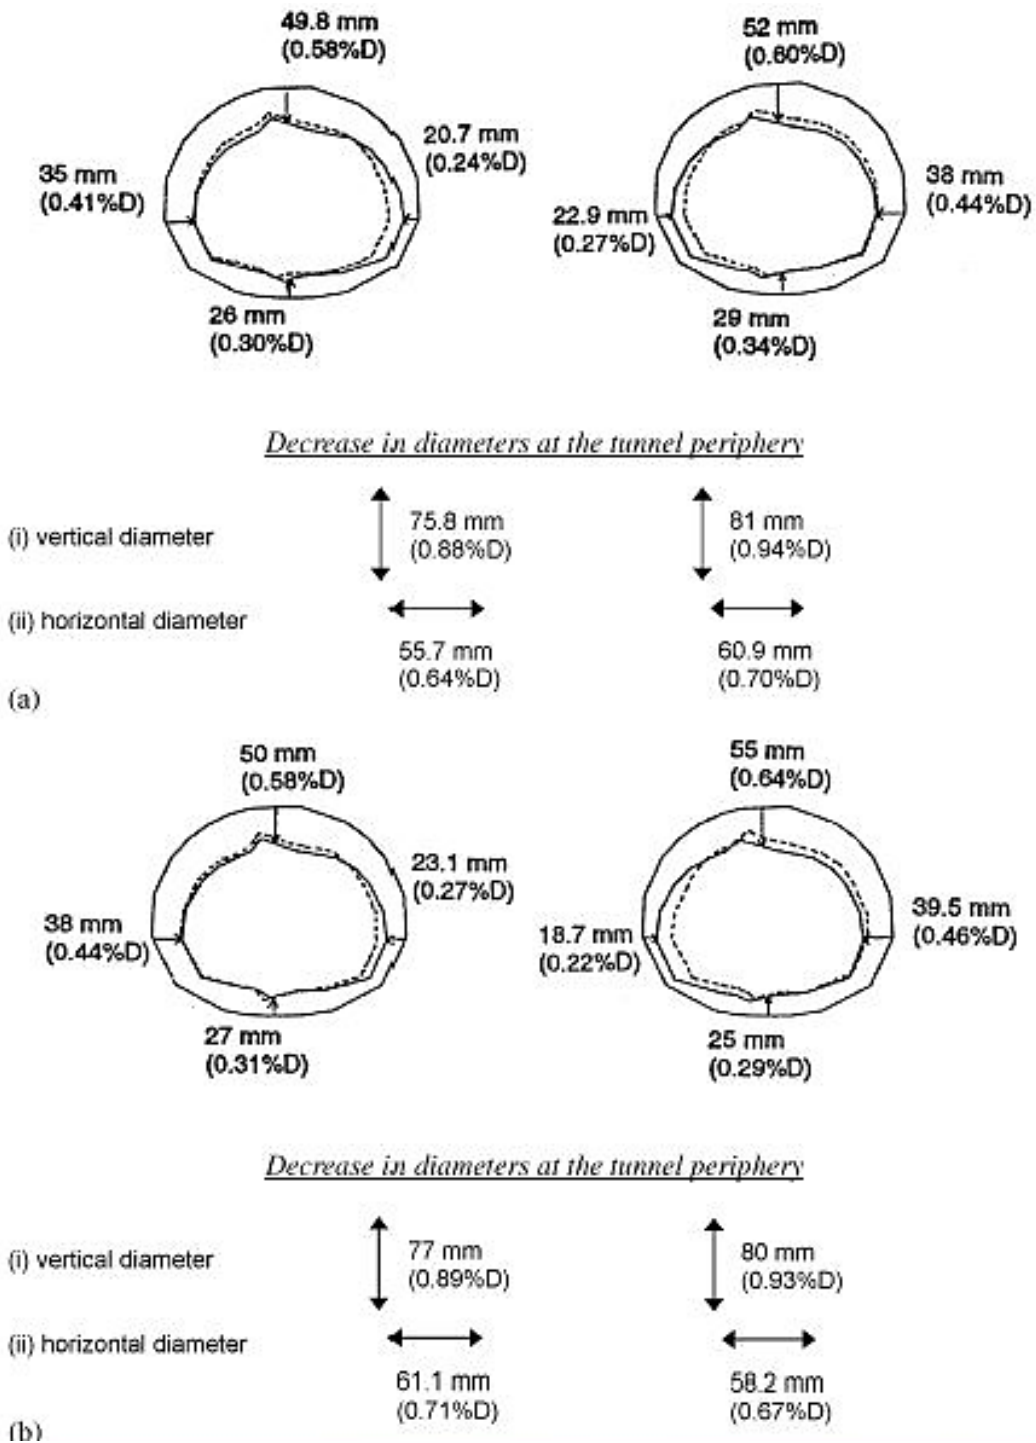 49.8 mm
(0.58%D)
52 mm
(0.60%D)
20.7 mm
(0.24%D)
35 mm
(0.41%D)
38 mm
(0.44%D)
22.9 mm
(0.27%D)
26 mm
(0.30%D)
29 mm
(0.34%D)
Decrease in diameters at the tunnel periphery
(i) vertical diameter
75.8 mm
(0.88%D)
81 mm
(0.94%D)
(ii) horizontal diameter
55.7 mm
(0.64%D)
60.9 mm
(0.70%D)
(a)
50 mm
(0.58%D)
55 mm
(0.64%D)
23.1 mm
(0.27%D)
38 mm
(0.44%D)
39.5 mm
(0.46%D)
18.7 mm
(0.22%D)
27 mm
(0.31%D)
25 mm
(0.29%D)
Decrease in diameters at the tunnel periphery
(i) vertical diameter
77 mm
(0.89%D)
80 mm
(0.93%D)
(ii) horizontal diameter
61.1 mm
(0.71%D)
58.2 mm
(0.67%D)
(b)